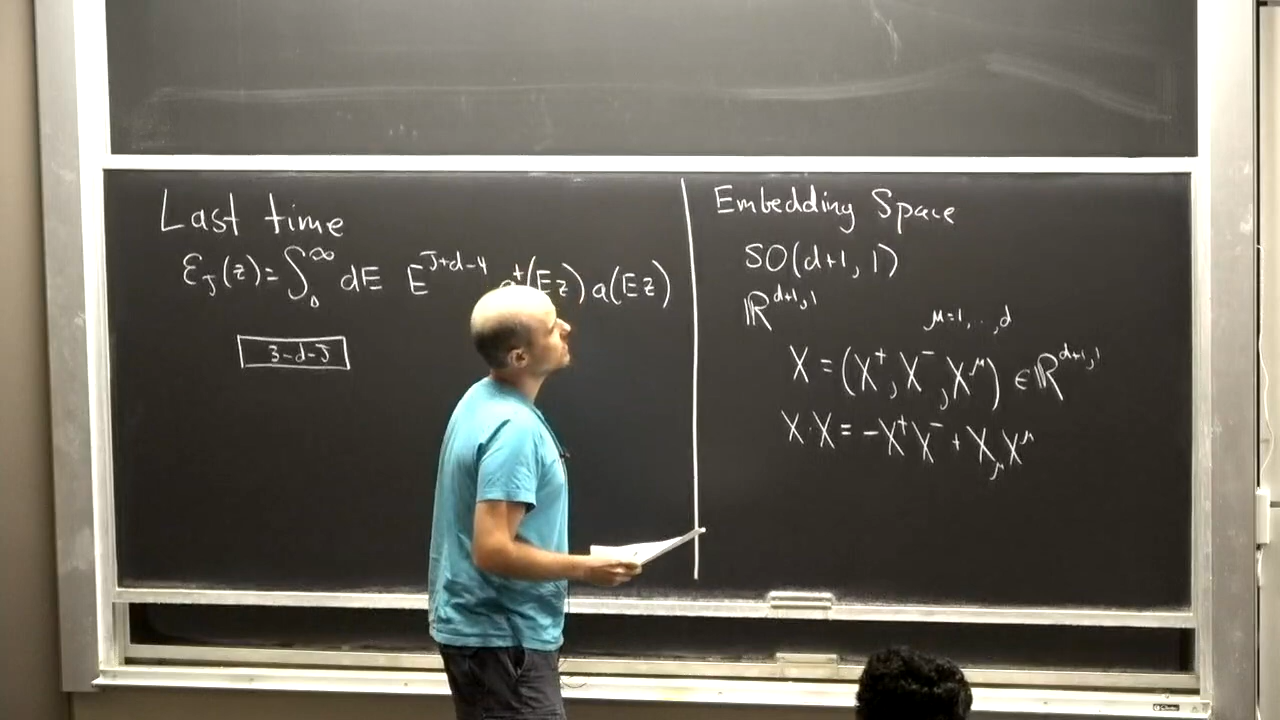 Last time
ℰ_J(z) = ∫_0^∞ dE E^{J+d-4} a^†(Ez) a(Ez)
3-d-J
Embedding Space
SO(d+1, 1)
ℝ^{d+1,1}
μ=1,..,d
X = (X^+, X^-, X^μ) ∈ ℝ^{d+1,1}
X·X = -X^+X^- + X_μX^μ